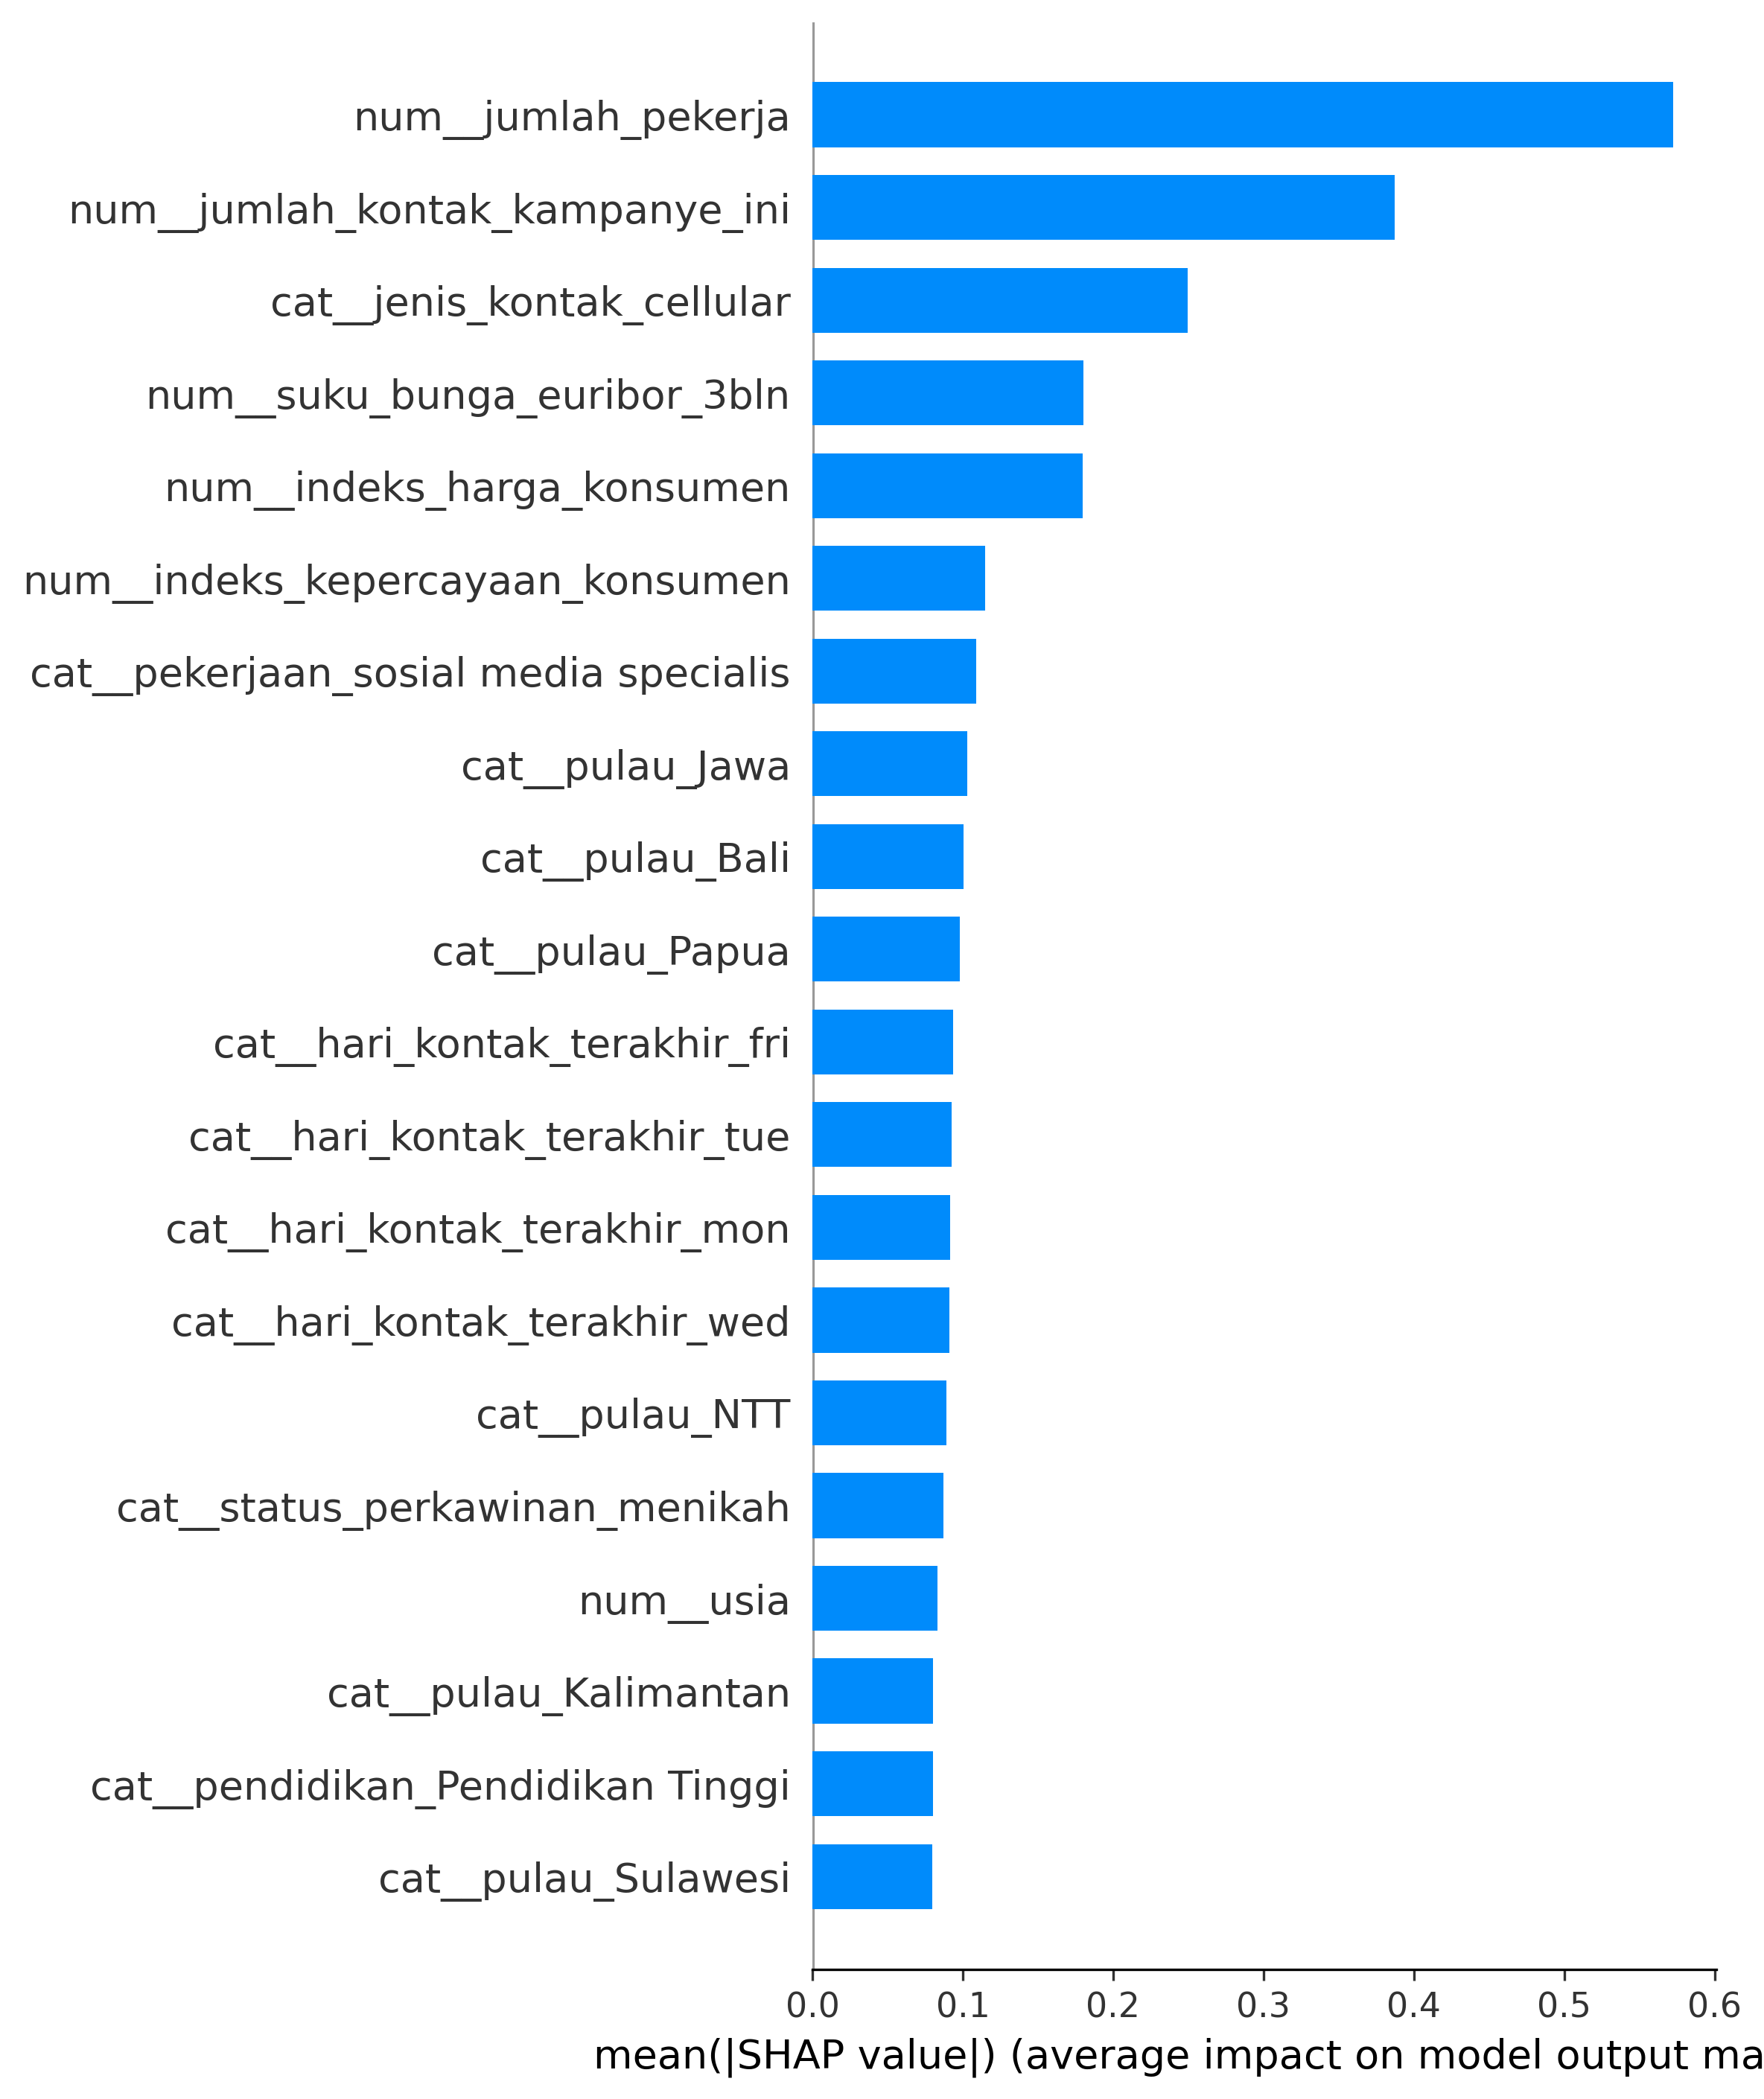 num__jumlah_pekerja
num__jumlah_kontak_kampanye_ini
cat__jenis_kontak_cellular
num__suku_bunga_euribor_3bln
num__indeks_harga_konsumen
num__indeks_kepercayaan_konsumen
cat__pekerjaan_sosial media specialis
cat__pulau_Jawa
cat__pulau_Bali
cat__pulau_Papua
cat__hari_kontak_terakhir_fri
cat__hari_kontak_terakhir_tue
cat__hari_kontak_terakhir_mon
cat__hari_kontak_terakhir_wed
cat__pulau_NTT
cat__status_perkawinan_menikah
num__usia
cat__pulau_Kalimantan
cat__pendidikan_Pendidikan Tinggi
cat__pulau_Sulawesi
0.0 0.1 0.2 0.3 0.4 0.5 0.6
mean(|SHAP value|) (average impact on model output ma